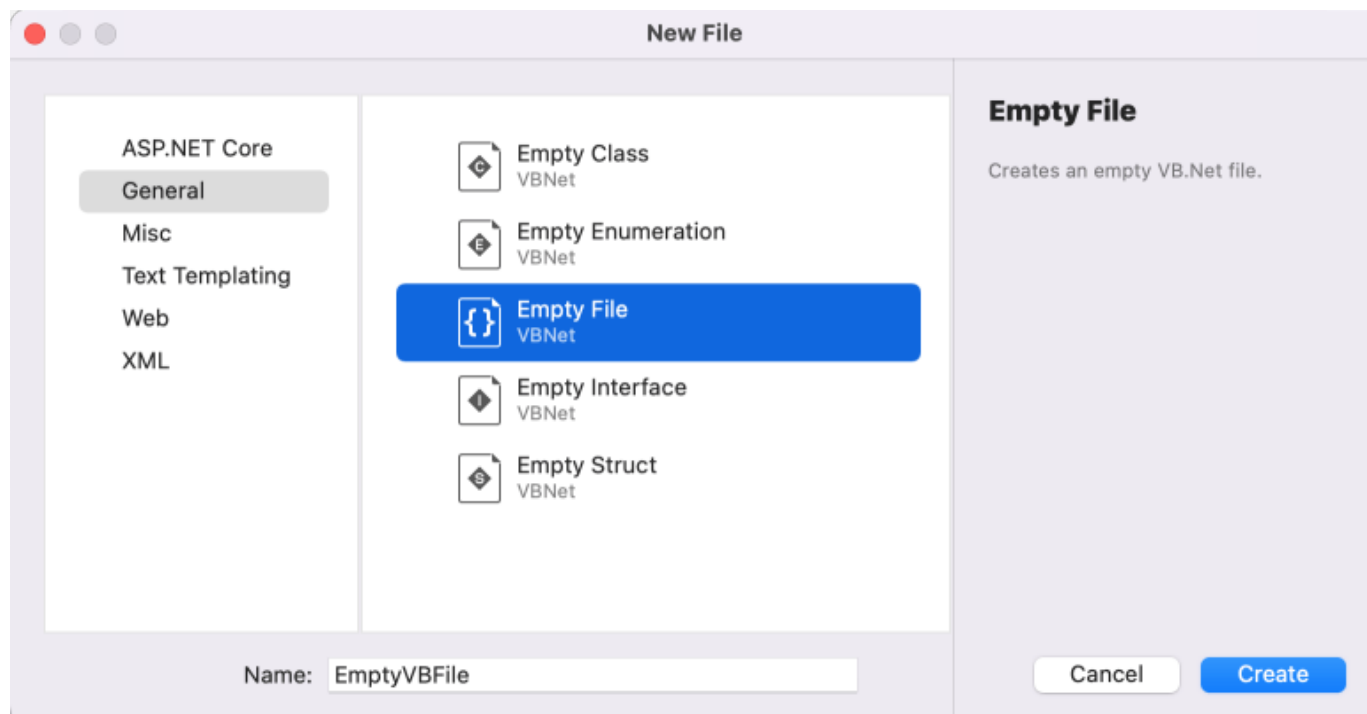 New File
ASP.NET Core
General
Misc
Text Templating
Web
XML
Empty Class
VBNet
Empty Enumeration
VBNet
Empty File
VBNet
Empty Interface
VBNet
Empty Struct
VBNet
Empty File
Creates an empty VB.Net file.
Name: EmptyVBFile
Cancel
Create